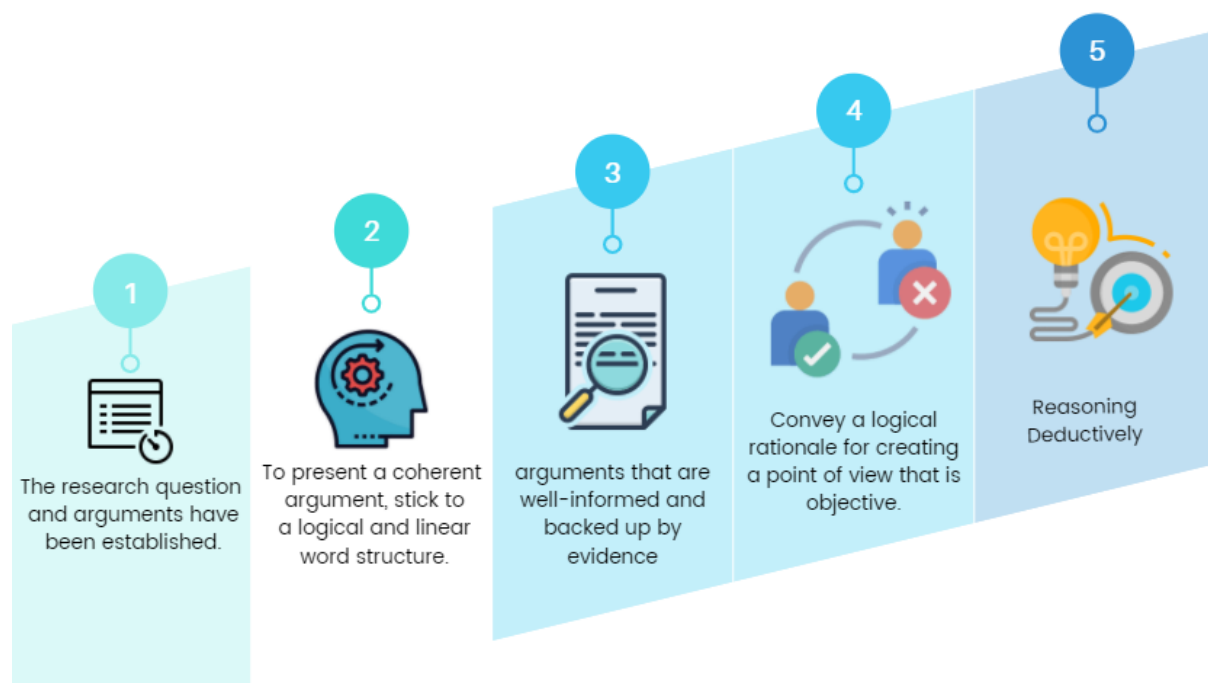 1
The research question
and arguments have
been established.
2
To present a coherent
argument, stick to
a logical and linear
word structure.
3
arguments that are
well-informed and
backed up by
evidence
4
Convey a logical
rationale for creating
a point of view that is
objective.
5
Reasoning
Deductively